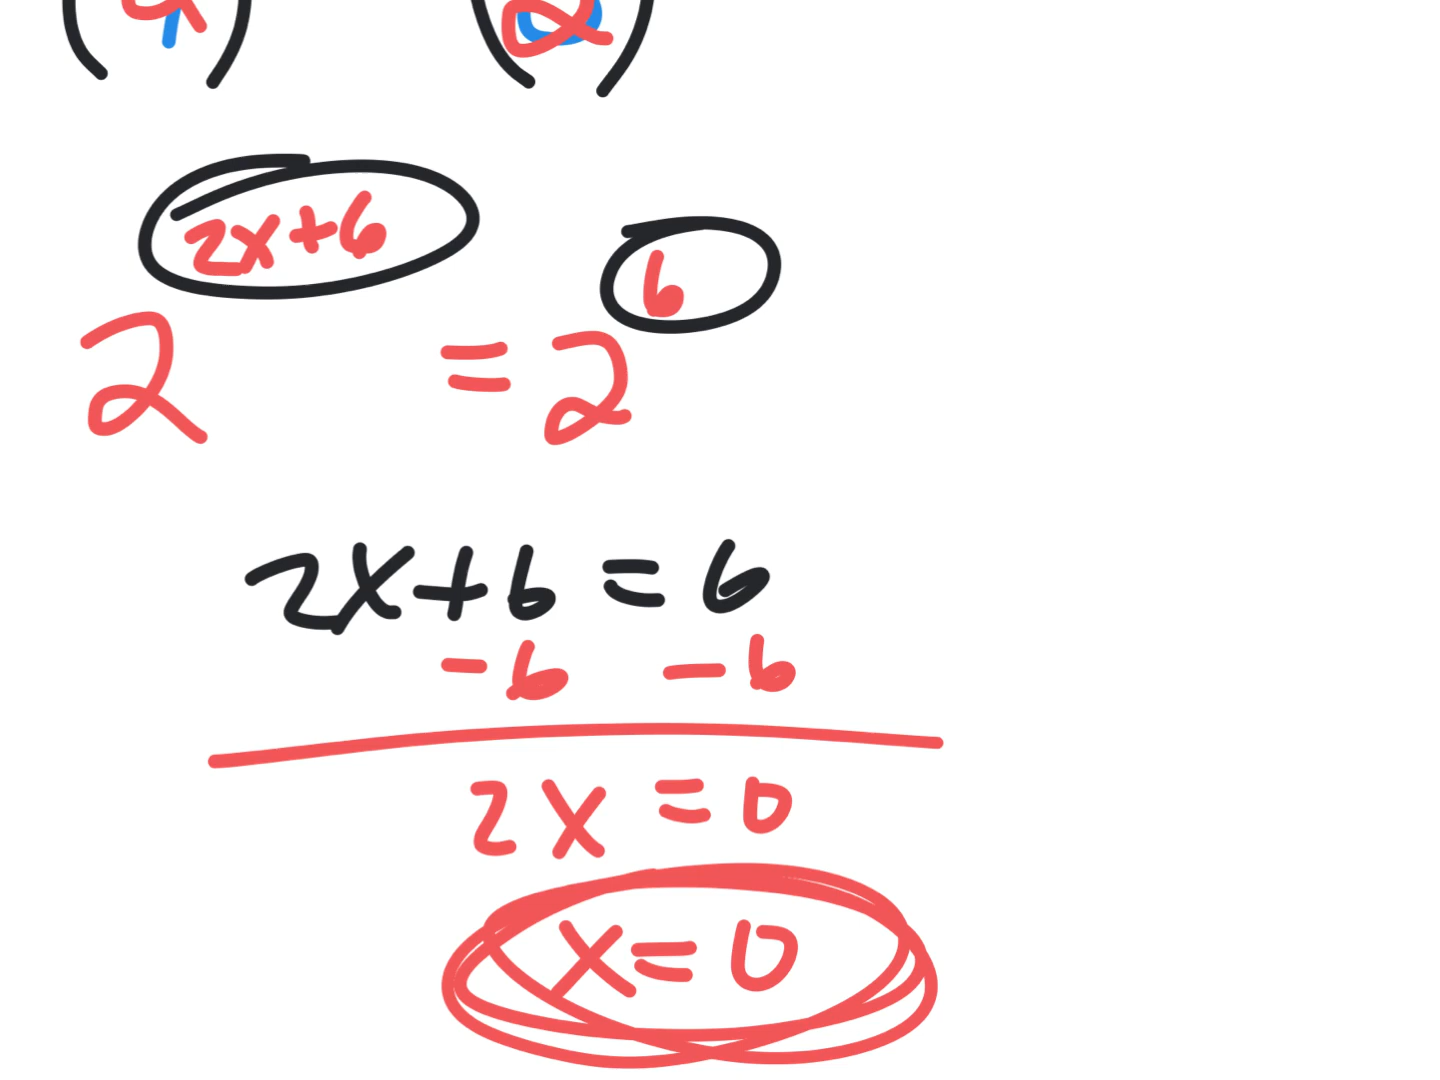 2^(2x+6) = 2^6
2x+6 = 6
-6 -6
2x = 0
x = 0